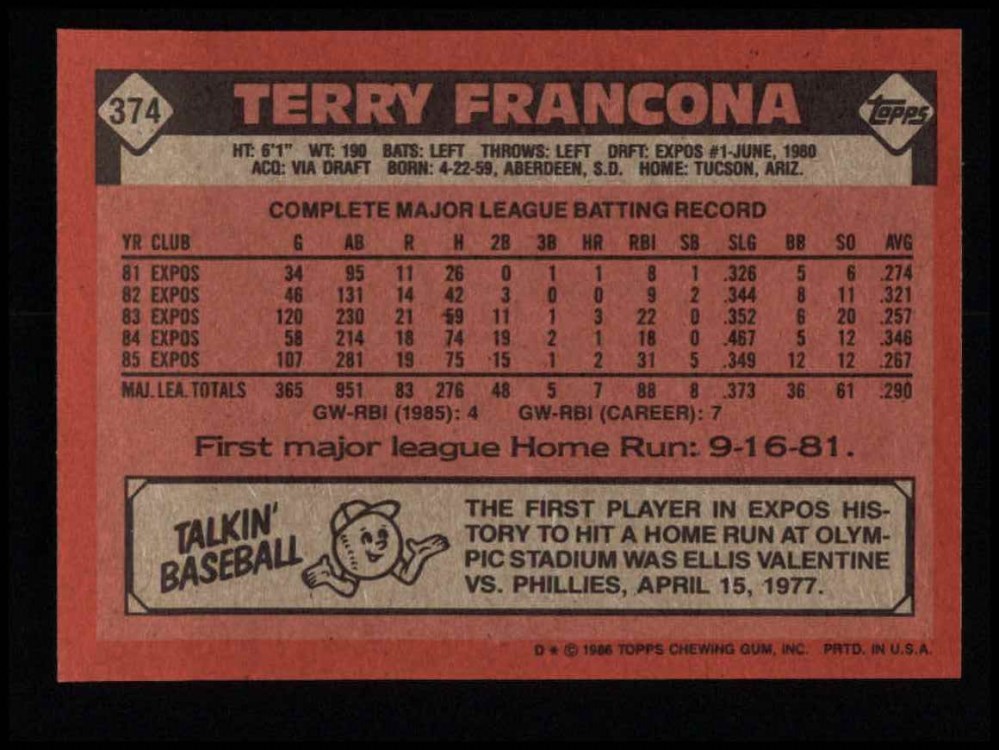 374 TERRY FRANCONA topps
HT: 6'1" WT: 190 BATS: LEFT THROWS: LEFT DRFT: EXPOS #1-JUNE, 1980
ACQ: VIA DRAFT BORN: 4-22-59, ABERDEEN, S.D. HOME: TUCSON, ARIZ.
COMPLETE MAJOR LEAGUE BATTING RECORD
YR CLUB G AB R H 2B 3B HR RBI SB SLG BB SO AVG
81 EXPOS 34 95 11 26 0 1 1 8 1 .326 5 6 .274
82 EXPOS 46 131 14 42 3 0 0 9 2 .344 8 11 .321
83 EXPOS 120 230 21 59 11 1 3 22 0 .352 6 20 .257
84 EXPOS 58 214 18 74 19 2 1 18 0 .467 5 12 .346
85 EXPOS 107 281 19 75 15 1 2 31 5 .349 12 12 .267
MAJ. LEA. TOTALS 365 951 83 276 48 5 7 88 8 .373 36 61 .290
GW-RBI (1985): 4 GW-RBI (CAREER): 7
First major league Home Run: 9-16-81.
TALKIN'
BASEBALL
THE FIRST PLAYER IN EXPOS HIS-
TORY TO HIT A HOME RUN AT OLYM-
PIC STADIUM WAS ELLIS VALENTINE
VS. PHILLIES, APRIL 15, 1977.
D * © 1986 TOPPS CHEWING GUM, INC. PRTD. IN U.S.A.